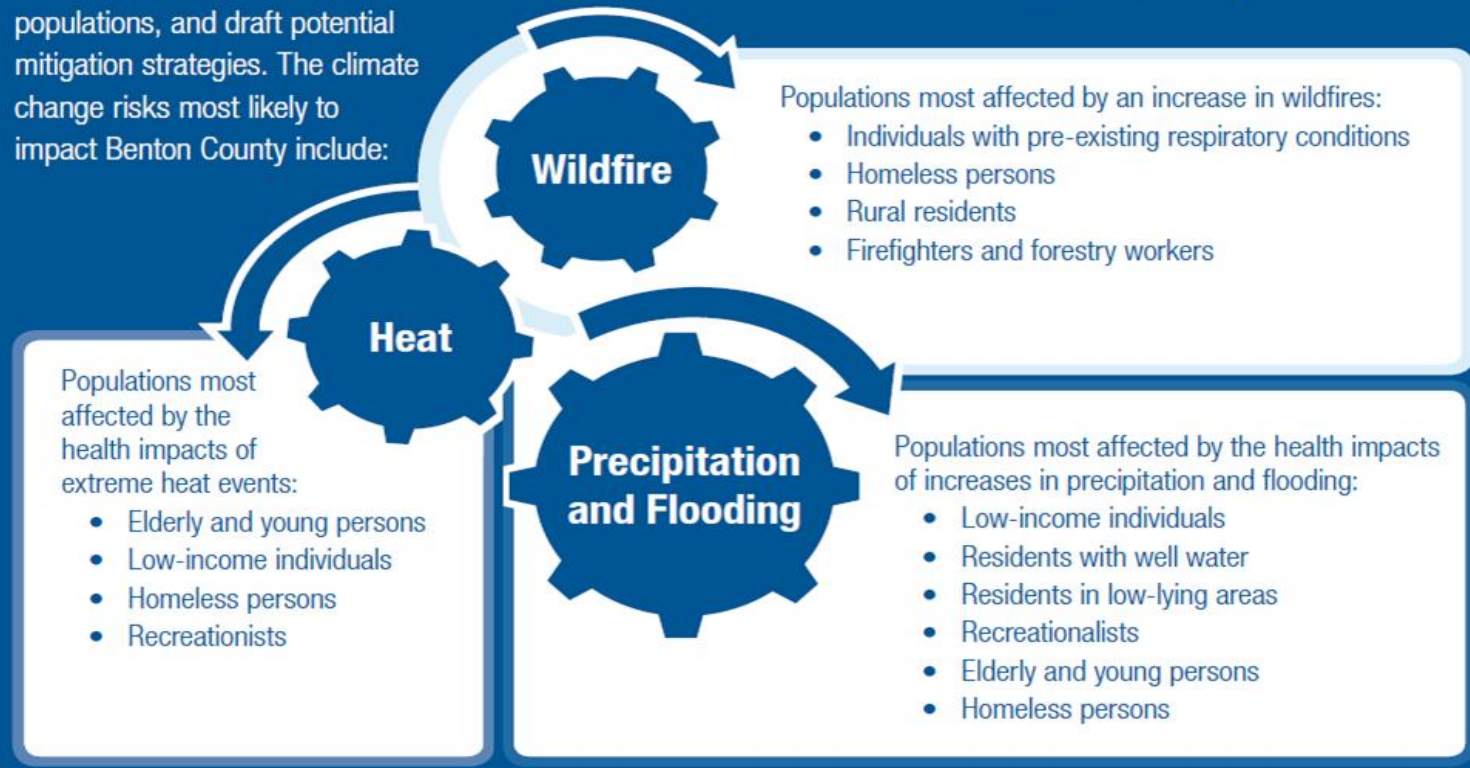 populations, and draft potential
mitigation strategies. The climate
change risks most likely to
impact Benton County include:
Wildfire
Populations most affected by an increase in wildfires:
• Individuals with pre-existing respiratory conditions
• Homeless persons
• Rural residents
• Firefighters and forestry workers
Heat
Populations most
affected by the
health impacts of
extreme heat events:
• Elderly and young persons
• Low-income individuals
• Homeless persons
• Recreationists
Precipitation
and Flooding
Populations most affected by the health impacts
of increases in precipitation and flooding:
• Low-income individuals
• Residents with well water
• Residents in low-lying areas
• Recreationalists
• Elderly and young persons
• Homeless persons